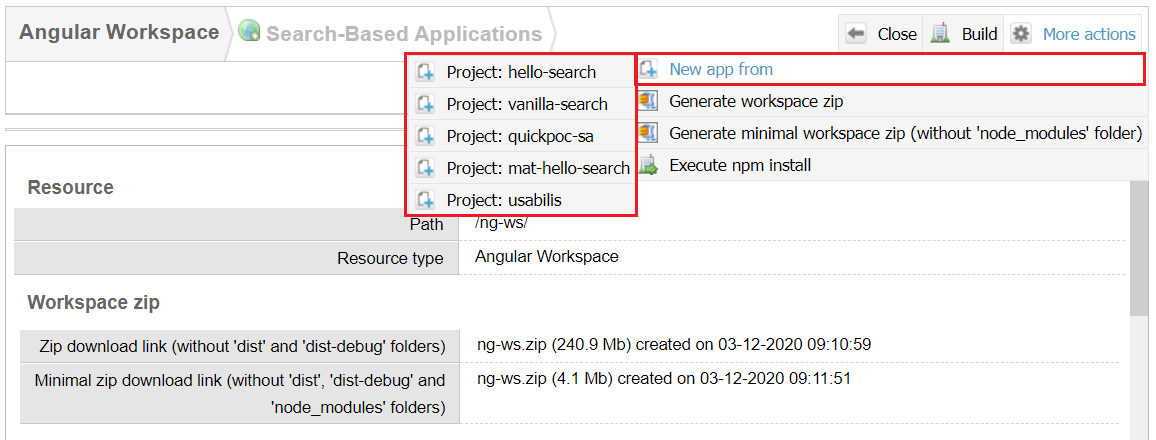 Angular Workspace
Search-Based Applications
Close
Build
More actions
Project: hello-search
Project: vanilla-search
Project: quickpoc-sa
Project: mat-hello-search
Project: usabilis
New app from
Generate workspace zip
Generate minimal workspace zip (without 'node_modules' folder)
Execute npm install
Resource
Path
/ng-ws/
Resource type
Angular Workspace
Workspace zip
Zip download link (without 'dist' and 'dist-debug' folders)
ng-ws.zip (240.9 Mb) created on 03-12-2020 09:10:59
Minimal zip download link (without 'dist', 'dist-debug' and
'node_modules' folders)
ng-ws.zip (4.1 Mb) created on 03-12-2020 09:11:51